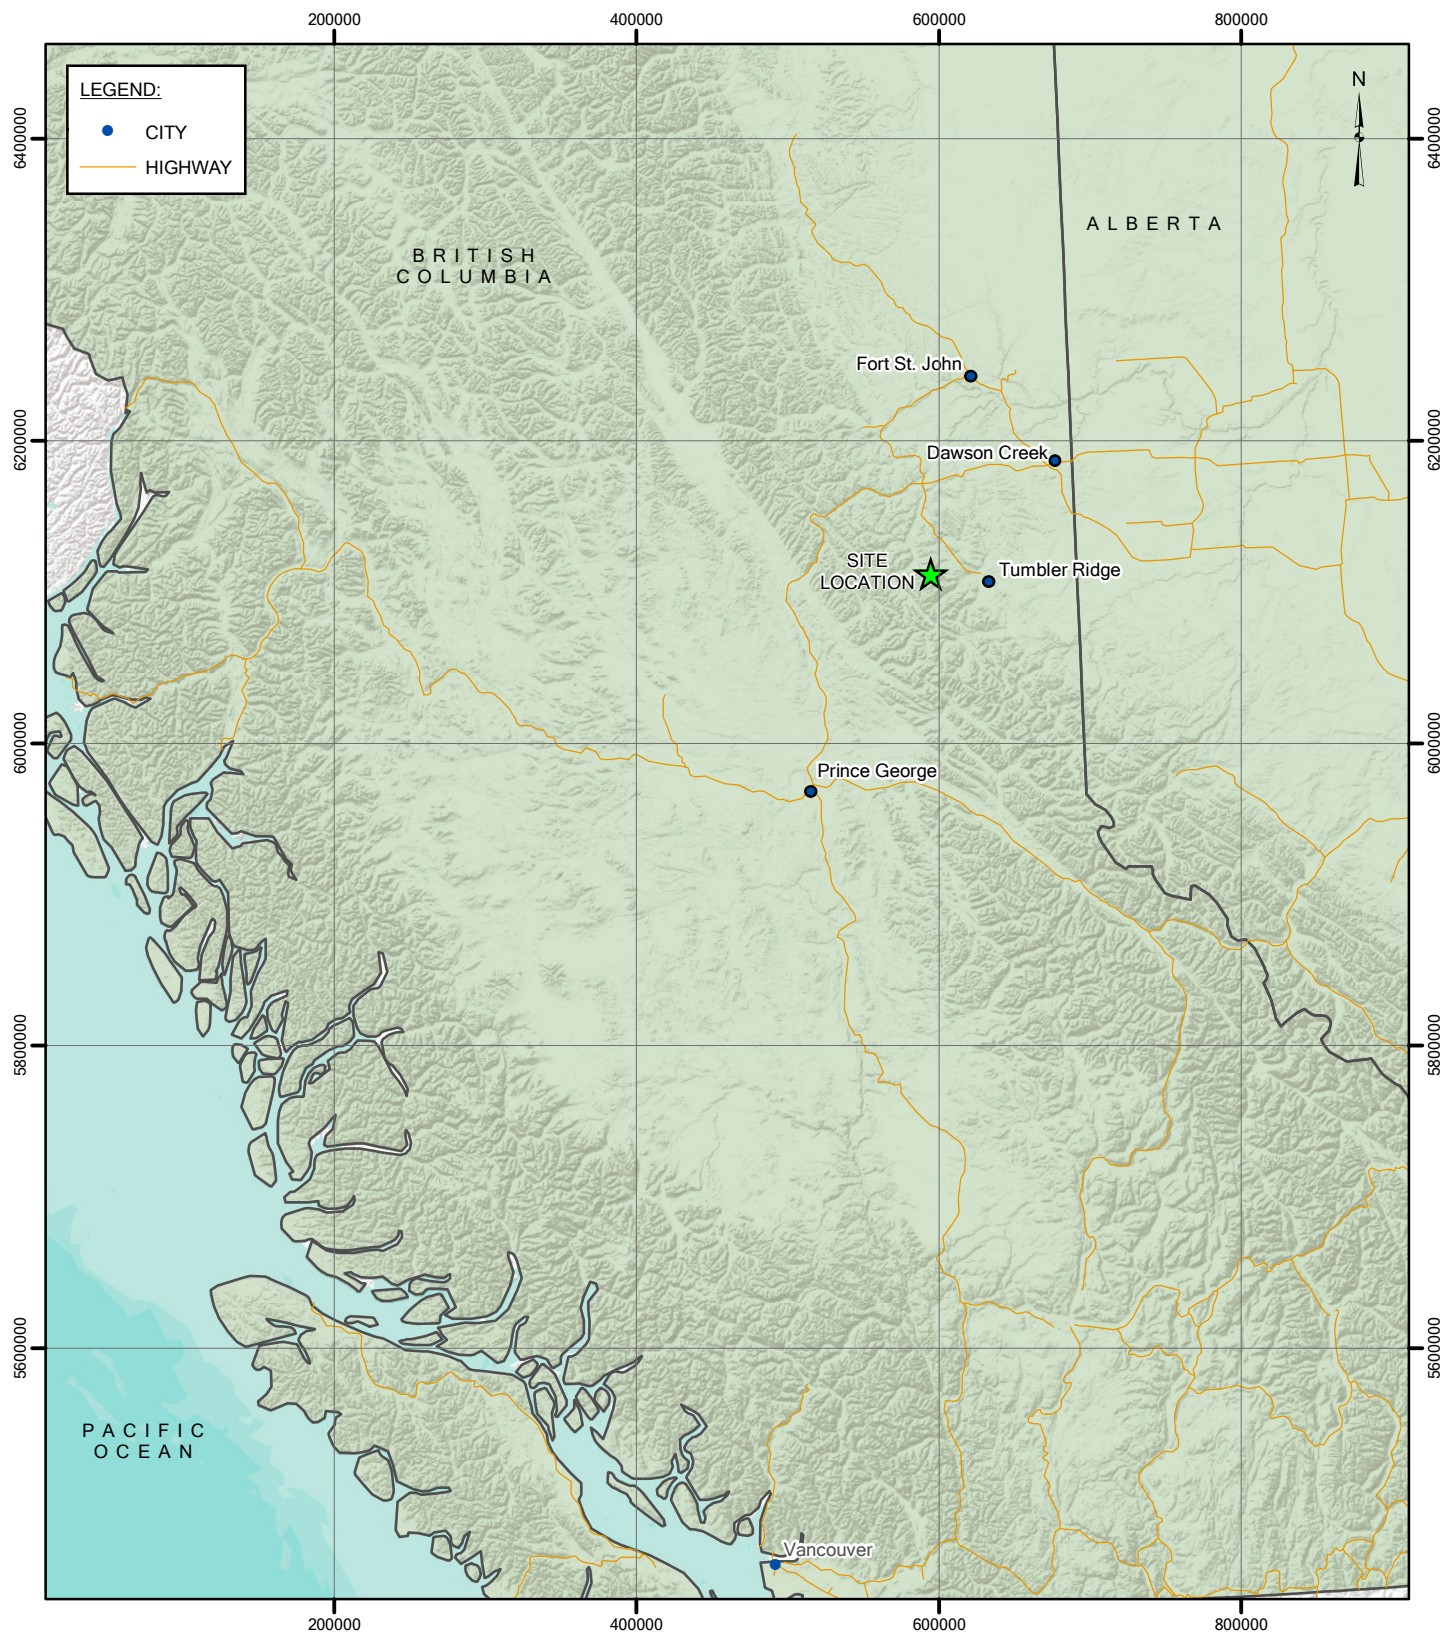 200000
400000
600000
800000
LEGEND:
CITY
HIGHWAY
N
6400000
6400000
ALBERTA
BRITISH
COLUMBIA
Fort St. John
6200000
6200000
Dawson Creek
SITE
LOCATION
Tumbler Ridge
6000000
6000000
Prince George
5800000
5800000
5600000
5600000
PACIFIC
OCEAN
Vancouver
200000
400000
600000
800000